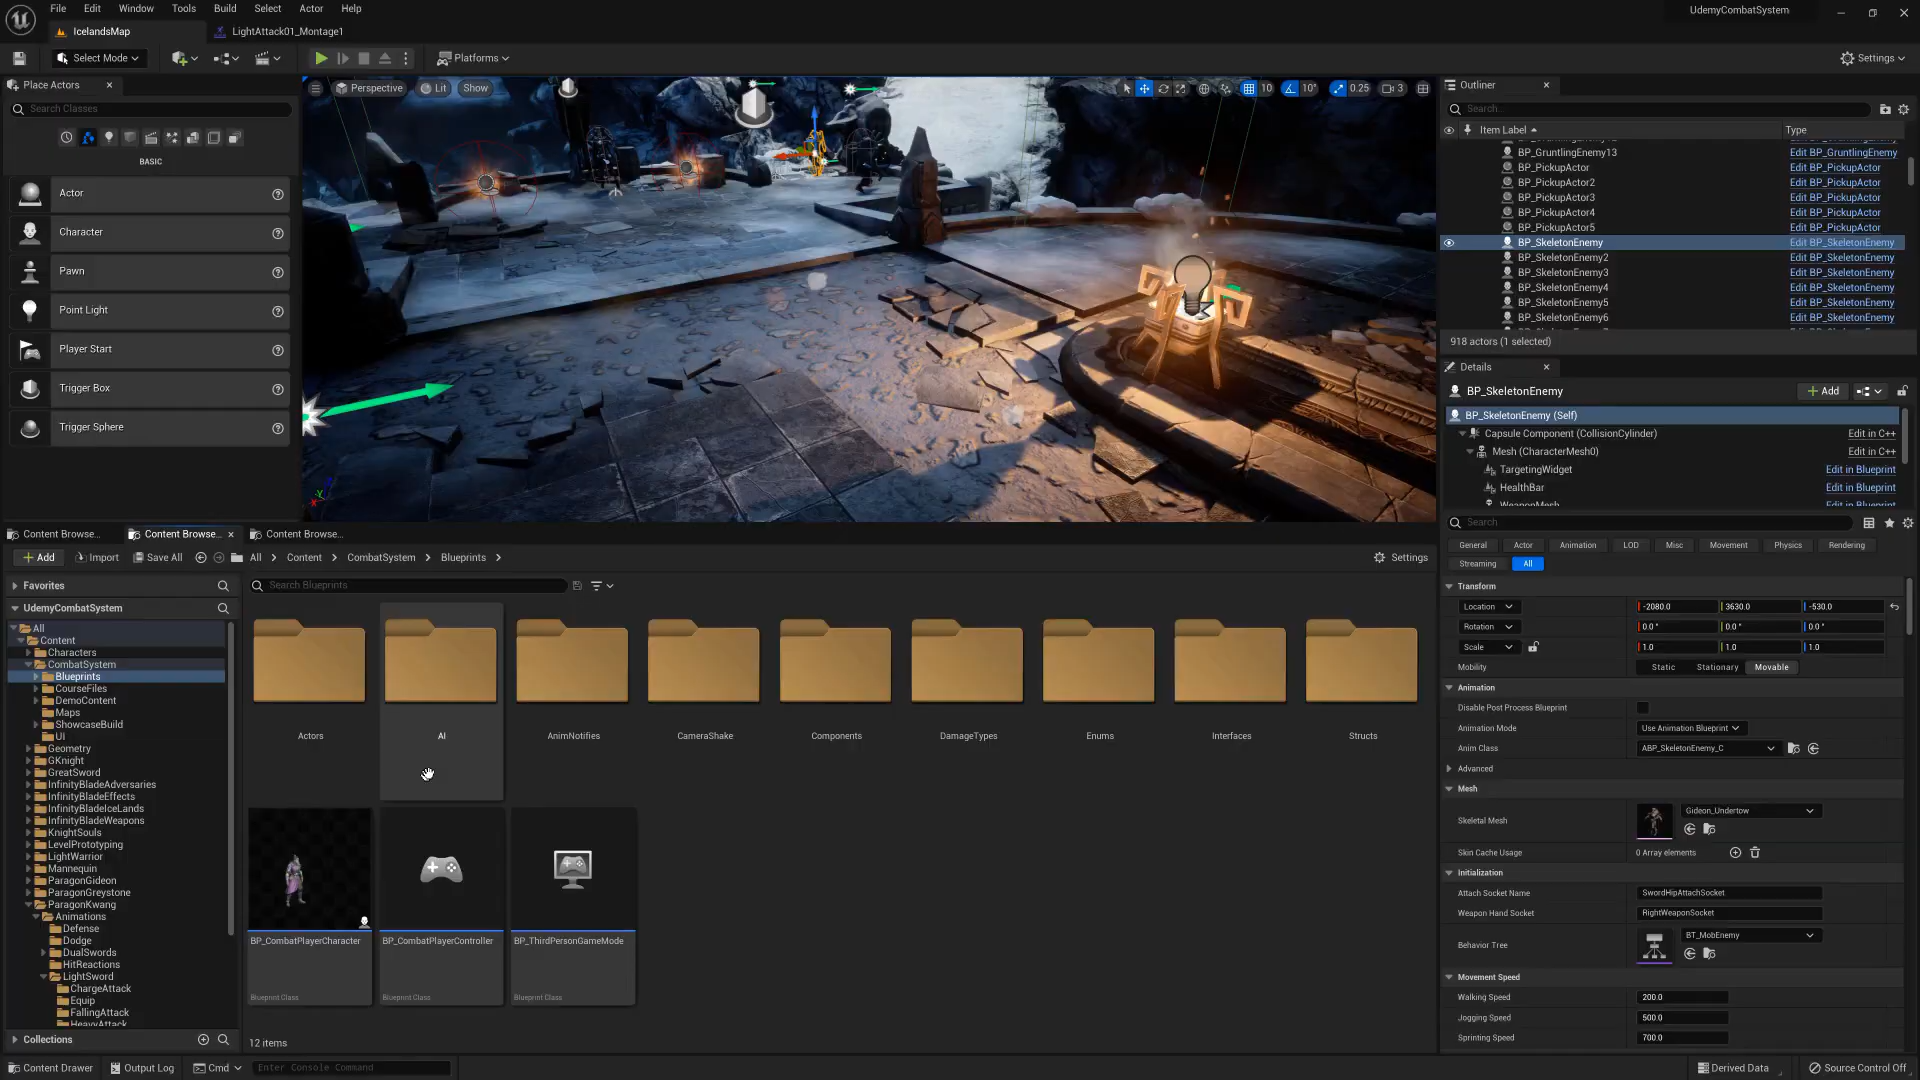 File Edit Window Tools Build Select Actor Help
UdemyCombatSystem
IcelandsMap
LightAttack01_Montage1
Select Mode
Platforms
Settings
Place Actors
Search Classes
BASIC
Actor
Character
Pawn
Point Light
Player Start
Trigger Box
Trigger Sphere
Perspective Lit Show
10 10° 0.25 3
Outliner
Search...
Item Label Type
BP_GruntlingEnemy13 Edit BP_GruntlingEnemy
BP_PickupActor Edit BP_PickupActor
BP_PickupActor2 Edit BP_PickupActor
BP_PickupActor3 Edit BP_PickupActor
BP_PickupActor4 Edit BP_PickupActor
BP_PickupActor5 Edit BP_PickupActor
BP_SkeletonEnemy Edit BP_SkeletonEnemy
BP_SkeletonEnemy2 Edit BP_SkeletonEnemy
BP_SkeletonEnemy3 Edit BP_SkeletonEnemy
BP_SkeletonEnemy4 Edit BP_SkeletonEnemy
BP_SkeletonEnemy5 Edit BP_SkeletonEnemy
BP_SkeletonEnemy6 Edit BP_SkeletonEnemy
918 actors (1 selected)
Details
BP_SkeletonEnemy
Add
BP_SkeletonEnemy (Self)
Capsule Component (CollisionCylinder) Edit in C++
Mesh (CharacterMesh0) Edit in C++
TargetingWidget Edit in Blueprint
HealthBar Edit in Blueprint
WeaponMesh Edit in Blueprint
Search
General Actor Animation LOD Misc Movement Physics Rendering
Streaming All
Transform
Location -2080.0 3630.0 -530.0
Rotation 0.0° 0.0° 0.0°
Scale 1.0 1.0 1.0
Mobility Static Stationary Movable
Animation
Disable Post Process Blueprint
Animation Mode Use Animation Blueprint
Anim Class ABP_SkeletonEnemy_C
Advanced
Mesh
Skeletal Mesh Gideon_Undertow
Skin Cache Usage 0 Array elements
Initialization
Attach Socket Name SwordHipAttachSocket
Weapon Hand Socket RightWeaponSocket
Behavior Tree BT_MobEnemy
Movement Speed
Walking Speed 200.0
Jogging Speed 500.0
Sprinting Speed 700.0
Content Browse... Content Browse... Content Browse...
Add Import Save All All > Content > CombatSystem > Blueprints > Settings
Favorites
UdemyCombatSystem
All
Content
Characters
CombatSystem
Blueprints
CourseFiles
DemoContent
Maps
ShowcaseBuild
UI
Geometry
GKnight
GreatSword
InfinityBladeAdversaries
InfinityBladeEffects
InfinityBladeIceLands
InfinityBladeWeapons
KnightSouls
LevelPrototyping
LightWarrior
Mannequin
ParagonGideon
ParagonGreystone
ParagonKwang
Animations
Defense
Dodge
DualSwords
HitReactions
LightSword
ChargeAttack
Equip
FallingAttack
HeavyAttack
Collections
Search Blueprints
Actors AI AnimNotifies CameraShake Components DamageTypes Enums Interfaces Structs
BP_CombatPlayerCharacter BP_CombatPlayerController BP_ThirdPersonGameMode
Blueprint Class Blueprint Class Blueprint Class
12 items
Content Drawer Output Log Cmd Enter Console Command
Derived Data Source Control Off